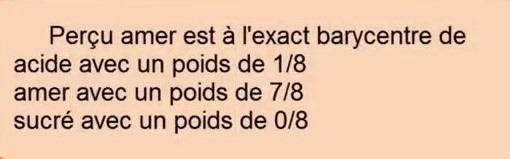 Perçu amer est à l'exact barycentre de
acide avec un poids de 1/8
amer avec un poids de 7/8
sucré avec un poids de 0/8